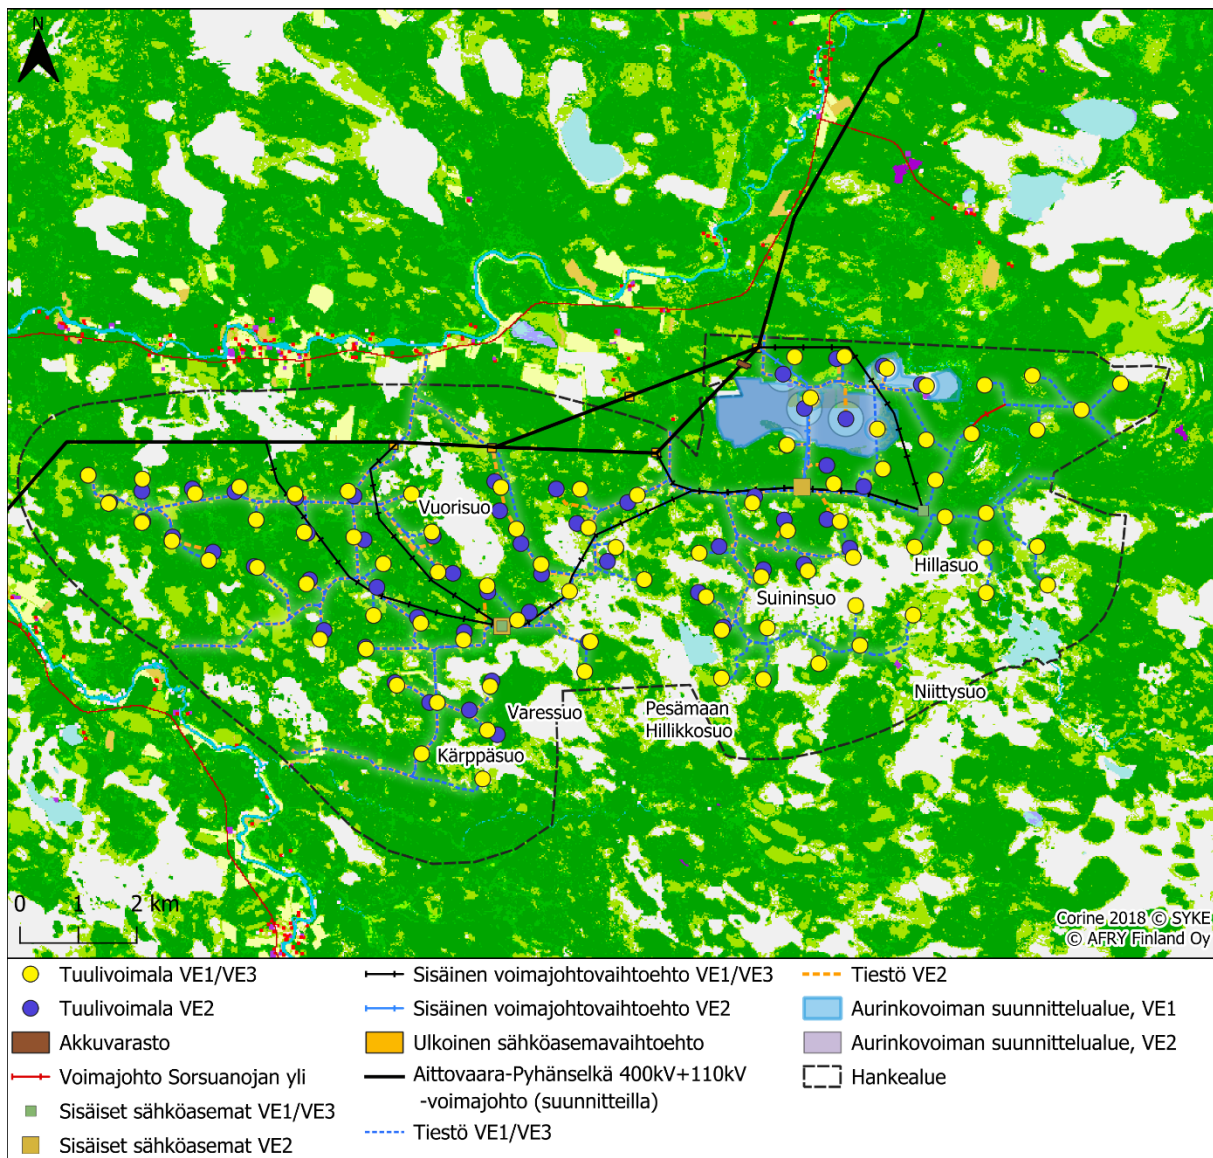 N
Vuorisuo
Hillasuo
Suininsuo
Niittysuo
Varessuo
Pesämaan
Hillikkosuo
Kärppäsuo
0 1 2 km
Corine 2018 © SYKE
© AFRY Finland Oy
Tuulivoimala VE1/VE3
Tuulivoimala VE2
Akkuvarasto
Voimajohto Sorsuanojan yli
Sisäiset sähköasemat VE1/VE3
Sisäiset sähköasemat VE2
Sisäinen voimajohtovaihtoehto VE1/VE3
Sisäinen voimajohtovaihtoehto VE2
Ulkoinen sähköasemavaihtoehto
Aittovaara-Pyhänselkä 400kV+110kV
-voimajohto (suunnitteilla)
Tiestö VE1/VE3
Tiestö VE2
Aurinkovoiman suunnittelualue, VE1
Aurinkovoiman suunnittelualue, VE2
Hankealue